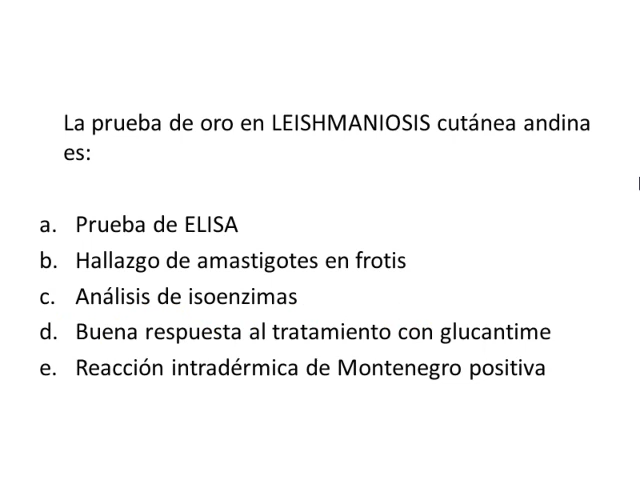 La prueba de oro en LEISHMANIOSIS cutánea andina
es:
a. Prueba de ELISA
b. Hallazgo de amastigotes en frotis
c. Análisis de isoenzimas
d. Buena respuesta al tratamiento con glucantime
e. Reacción intradérmica de Montenegro positiva